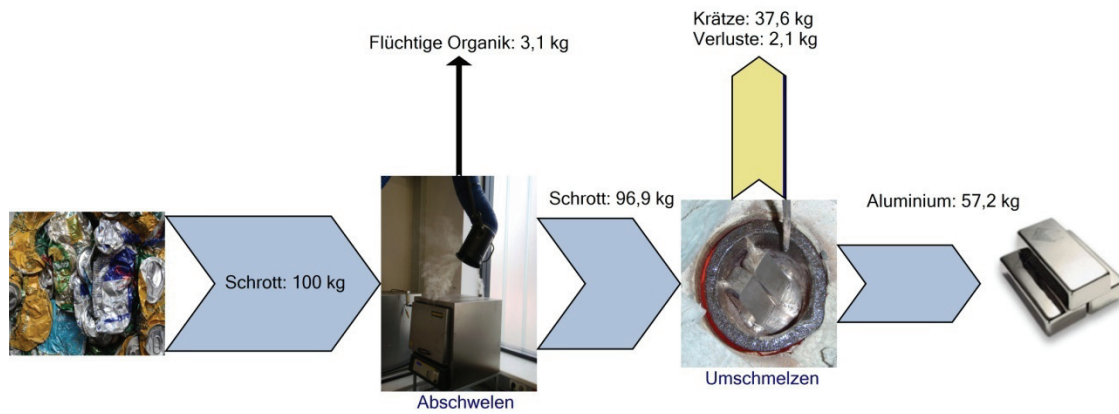 Krätze: 37,6 kg
Verluste: 2,1 kg
Flüchtige Organik: 3,1 kg
Schrott: 96,9 kg
Aluminium: 57,2 kg
Schrott: 100 kg
Umschmelzen
Abschwelen